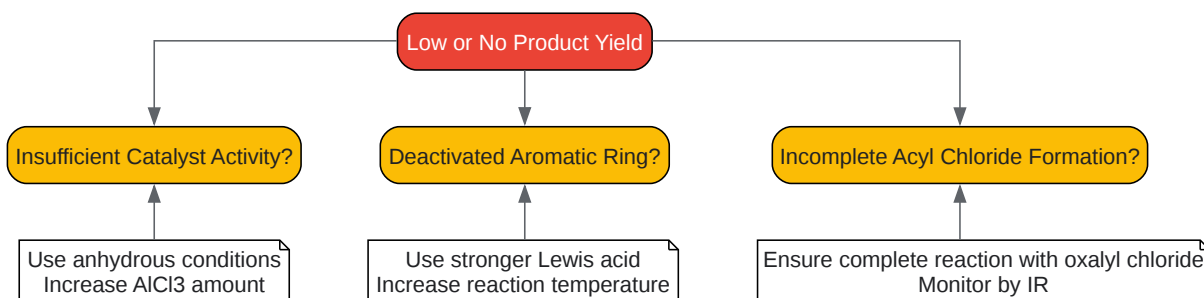 Low or No Product Yield
Insufficient Catalyst Activity?
Deactivated Aromatic Ring?
Incomplete Acyl Chloride Formation?
Use anhydrous conditions
Increase AlCl3 amount
Use stronger Lewis acid
Increase reaction temperature
Ensure complete reaction with oxalyl chloride
Monitor by IR